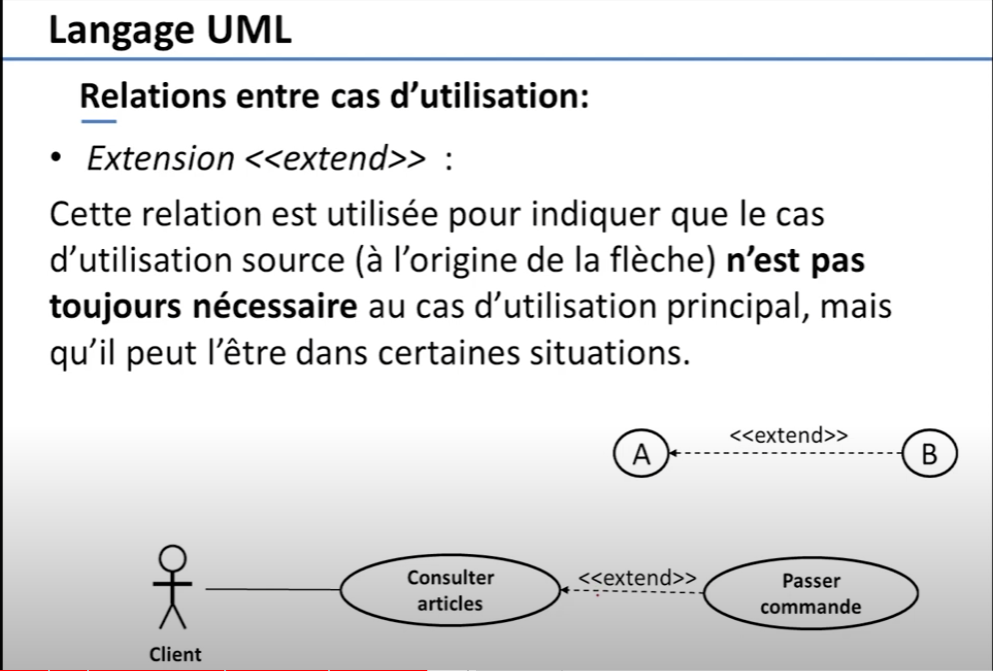 Langage UML
Relations entre cas d’utilisation:
• Extension <<extend>> :
Cette relation est utilisée pour indiquer que le cas
d’utilisation source (à l’origine de la flèche) n’est pas
toujours nécessaire au cas d’utilisation principal, mais
qu’il peut l’être dans certaines situations.
<<extend>>
A
B
Consulter
articles
<<extend>>
Passer
commande
Client